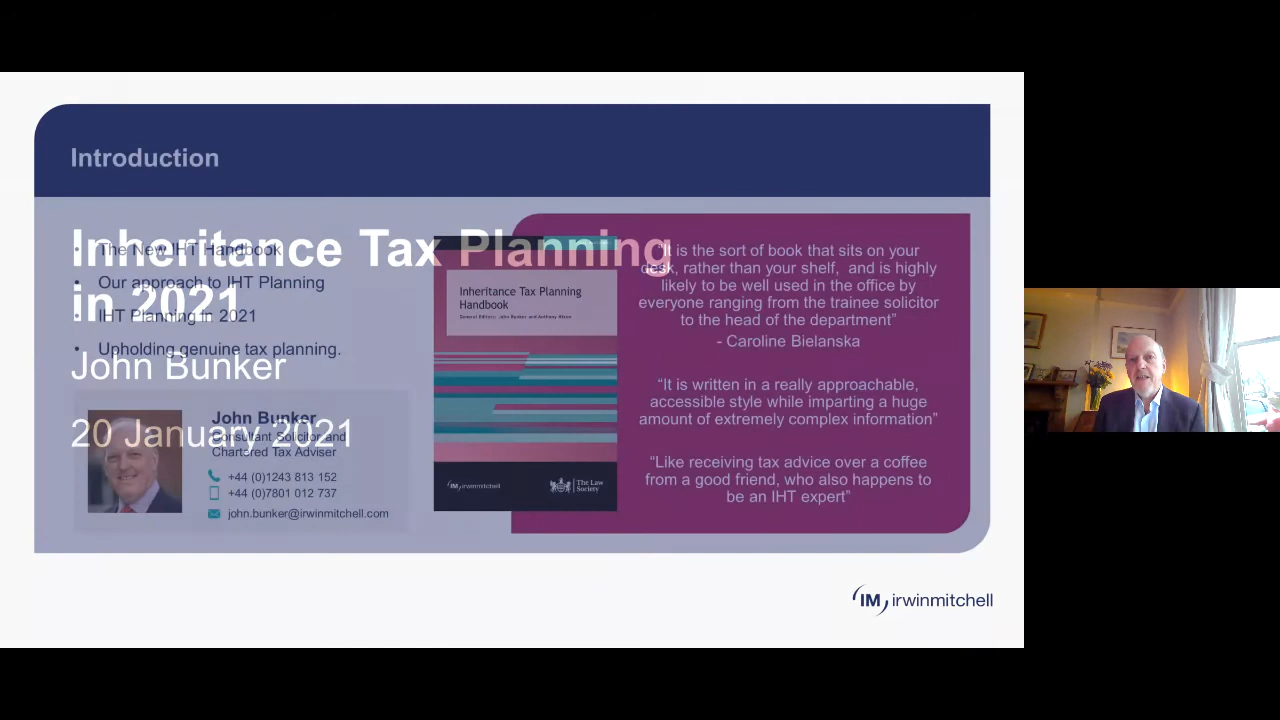 Introduction
Inheritance Tax Planning
in 2021
John Bunker
20 January 2021
• The New IHT Handbook
• Our approach to IHT Planning
• IHT Planning in 2021
• Upholding genuine tax planning.
John Bunker
Consultant Solicitor and
Chartered Tax Adviser
+44 (0)1243 813 152
+44 (0)7801 012 737
john.bunker@irwinmitchell.com
Inheritance Tax Planning
Handbook
General Editors: John Bunker and Anthony Nixon
irwinmitchell
The Law
Society
“It is the sort of book that sits on your
desk, rather than your shelf, and is highly
likely to be well used in the office by
everyone ranging from the trainee solicitor
to the head of the department”
- Caroline Bielanska
“It is written in a really approachable,
accessible style while imparting a huge
amount of extremely complex information”
“Like receiving tax advice over a coffee
from a good friend, who also happens to
be an IHT expert”
IM irwinmitchell